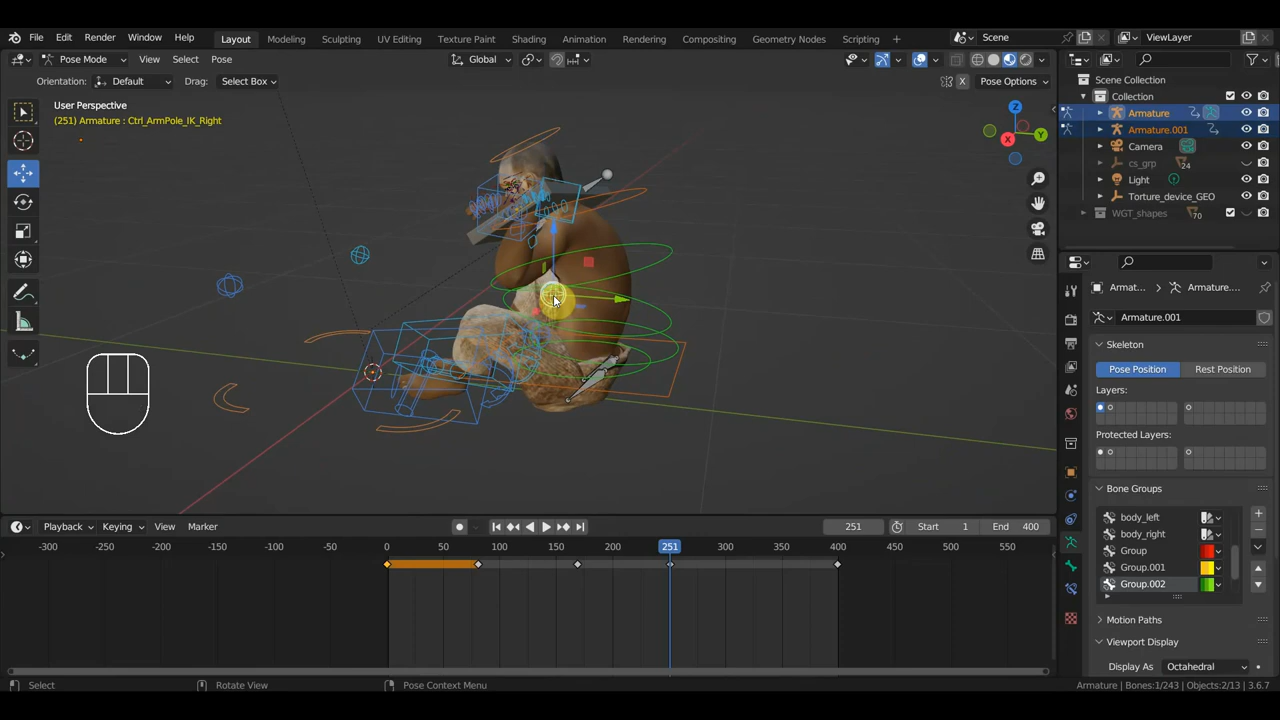 File Edit Render Window Help Layout Modeling Sculpting UV Editing Texture Paint Shading Animation Rendering Compositing Geometry Nodes Scripting + Scene ViewLayer
Pose Mode View Select Pose Global
Orientation: Default Drag: Select Box X Pose Options
Scene Collection
Collection
Armature
Armature.001
Camera
cs_grp 24
Light
Torture_device_GEO
WGT_shapes 70
User Perspective
(251) Armature : Ctrl_ArmPole_IK_Right
Z
Y
X
Armat... Armature...
Armature.001
Skeleton
Pose Position Rest Position
Layers:
Protected Layers:
Bone Groups
body_left
body_right
Group
Group.001
Group.002
Motion Paths
Viewport Display
Display As Octahedral
Playback Keying View Marker 251 Start 1 End 400
-300 -250 -200 -150 -100 -50 0 50 100 150 200 251 300 350 400 450 500 550
Select Rotate View Pose Context Menu Armature | Bones:1/243 | Objects:2/13 | 3.6.7